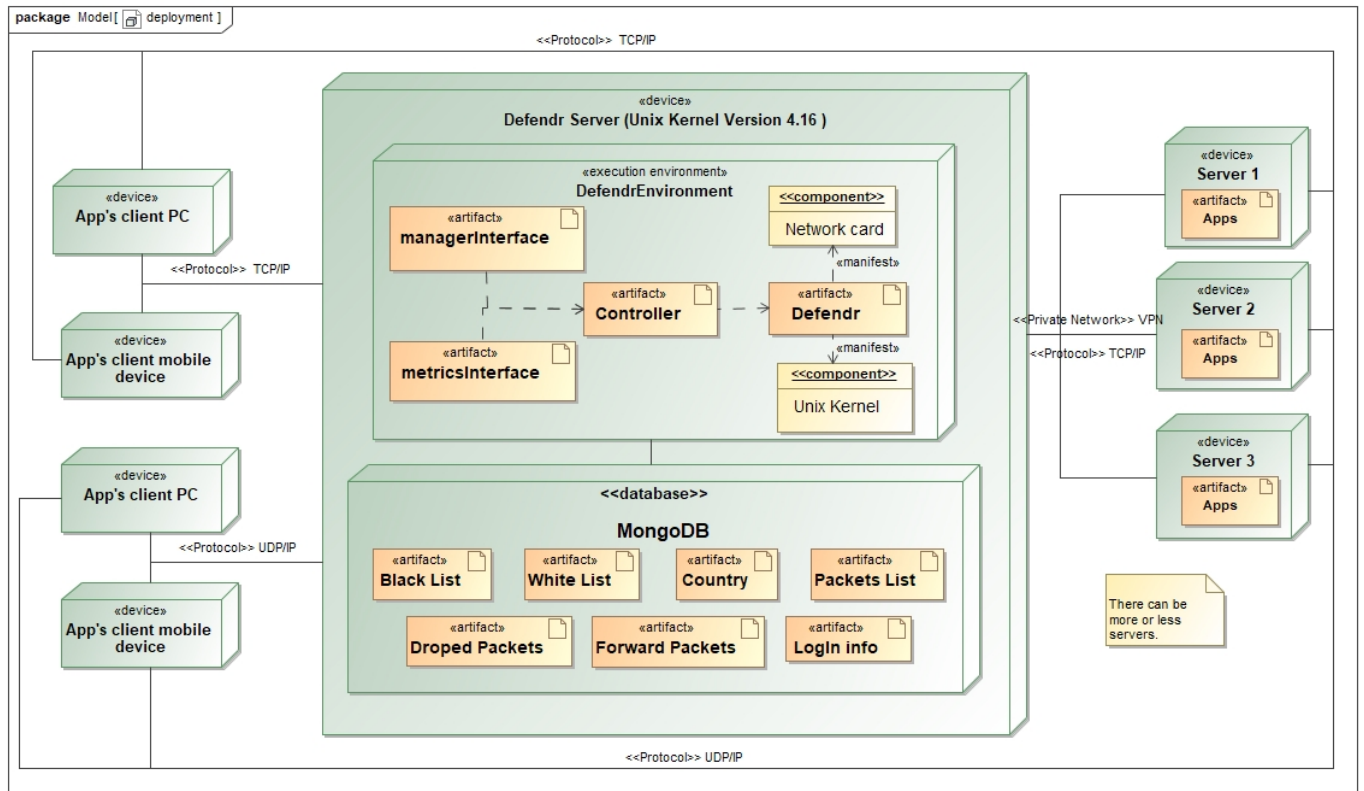 package Model[ deployment ]
<<Protocol>> TCP/IP
«device»
Defendr Server (Unix Kernel Version 4.16 )
«device»
App's client PC
<<Protocol>> TCP/IP
«device»
App's client mobile
device
«device»
App's client PC
<<Protocol>> UDP/IP
«device»
App's client mobile
device
«execution environment»
DefendrEnvironment
«artifact»
managerInterface
«artifact»
metricsInterface
«artifact»
Controller
<<component>>
Network card
«manifest»
«artifact»
Defendr
«manifest»
<<component>>
Unix Kernel
<<database>>
MongoDB
«artifact»
Black List
«artifact»
White List
«artifact»
Country
«artifact»
Packets List
«artifact»
Droped Packets
«artifact»
Forward Packets
«artifact»
LogIn info
<<Private Network>> VPN
<<Protocol>> TCP/IP
«device»
Server 1
«artifact»
Apps
«device»
Server 2
«artifact»
Apps
«device»
Server 3
«artifact»
Apps
There can be
more or less
servers.
<<Protocol>> UDP/IP